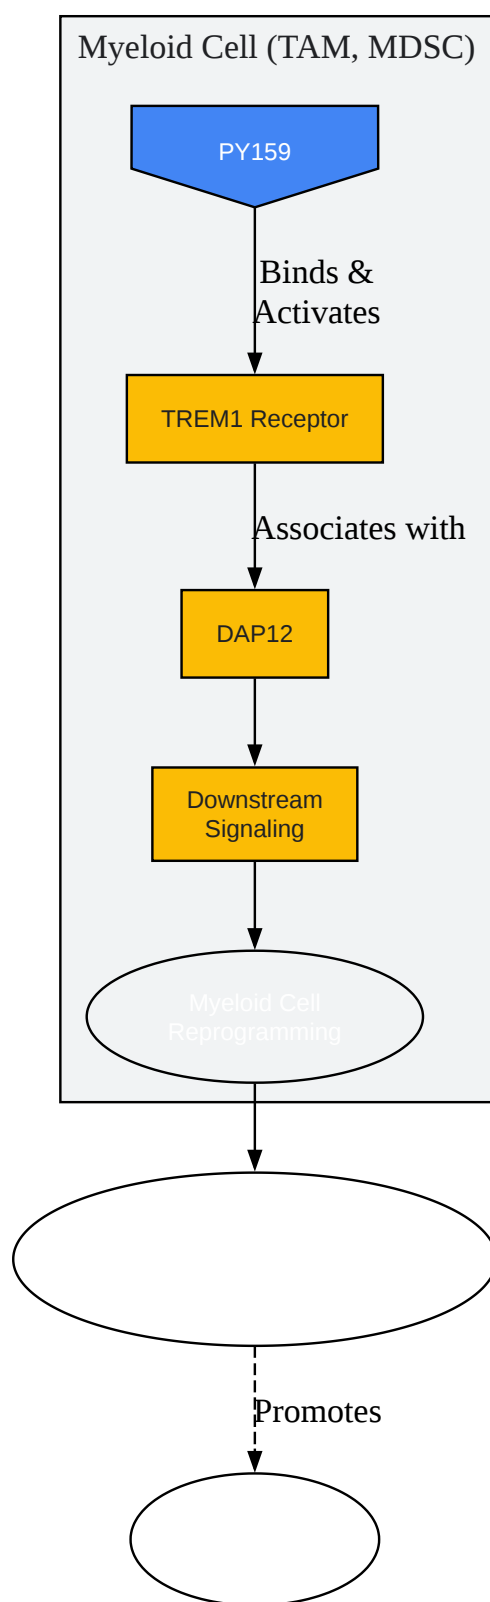 Myeloid Cell (TAM, MDSC)
PY159
Binds &
Activates
TREM1 Receptor
Associates with
DAP12
Downstream
Signaling
Myeloid Cell
Reprogramming
Promotes